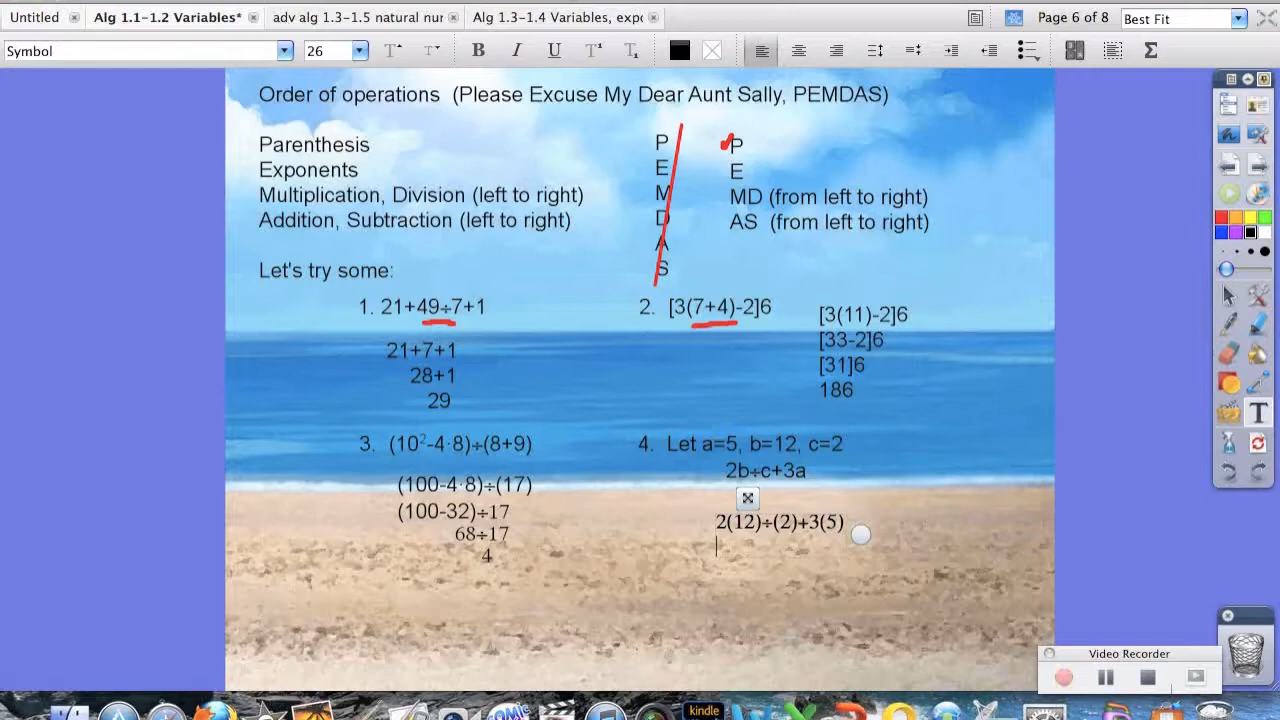 Untitled
Alg 1.1-1.2 Variables*
adv alg 1.3-1.5 natural nur
Alg 1.3-1.4 Variables, expo
Page 6 of 8
Best Fit
Symbol
26
B I U T¹ T₁
Order of operations (Please Excuse My Dear Aunt Sally, PEMDAS)
Parenthesis
Exponents
Multiplication, Division (left to right)
Addition, Subtraction (left to right)
P
E
M
D
A
S
P
E
MD (from left to right)
AS (from left to right)
Let's try some:
1. 21+49÷7+1
21+7+1
28+1
29
2. [3(7+4)-2]6
[3(11)-2]6
[33-2]6
[31]6
186
3. (10²-4·8)÷(8+9)
(100-4·8)÷(17)
(100-32)÷17
68÷17
4
4. Let a=5, b=12, c=2
2b÷c+3a
2(12)÷(2)+3(5)
Video Recorder
kindle